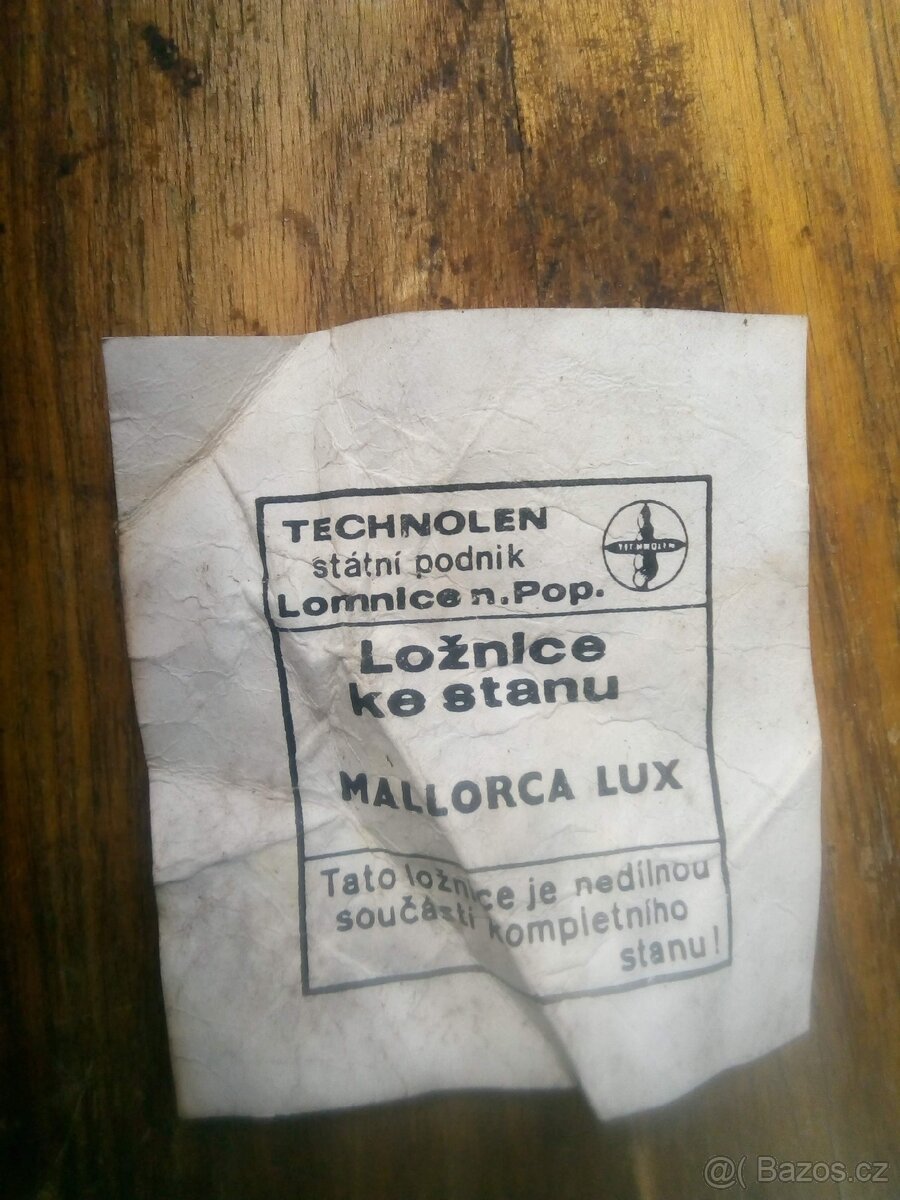 TECHNOLEN
státní podnik
Lomnice n. Pop.
Ložnice
ke stanu
MALLORCA LUX
Tato ložnice je nedílnou
součástí kompletního
stanu!
@( Bazos.cz